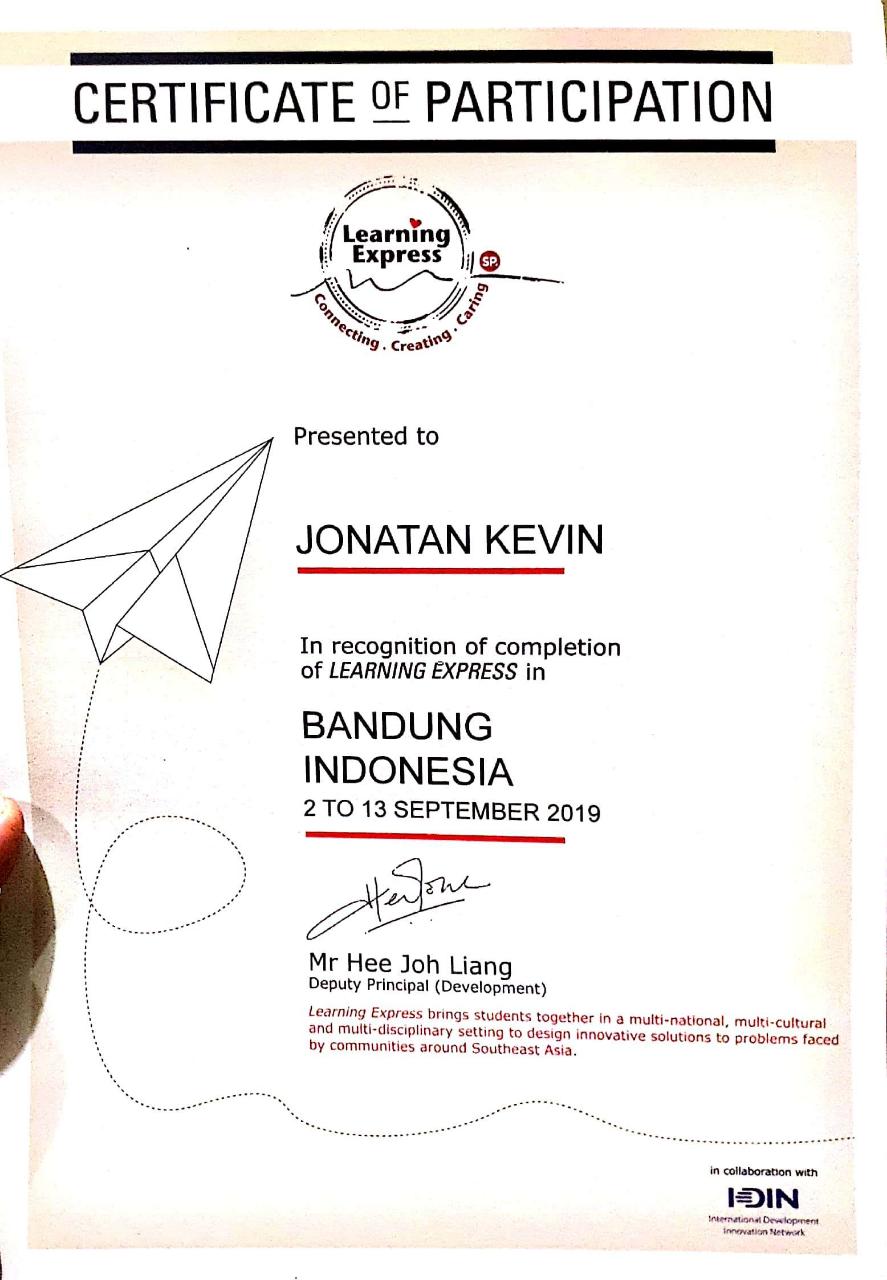 CERTIFICATE OF PARTICIPATION
Learning
Express
SP
Connecting . Creating . Caring
Presented to
JONATAN KEVIN
In recognition of completion
of LEARNING EXPRESS in
BANDUNG
INDONESIA
2 TO 13 SEPTEMBER 2019
Mr Hee Joh Liang
Deputy Principal (Development)
Learning Express brings students together in a multi-national, multi-cultural
and multi-disciplinary setting to design innovative solutions to problems faced
by communities around Southeast Asia.
in collaboration with
IDIN
International Development
Innovation Network